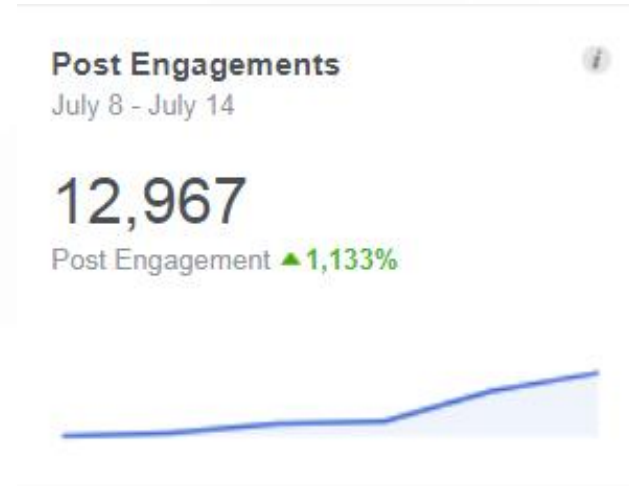 Post Engagements
July 8 - July 14
12,967
Post Engagement ▲1,133%